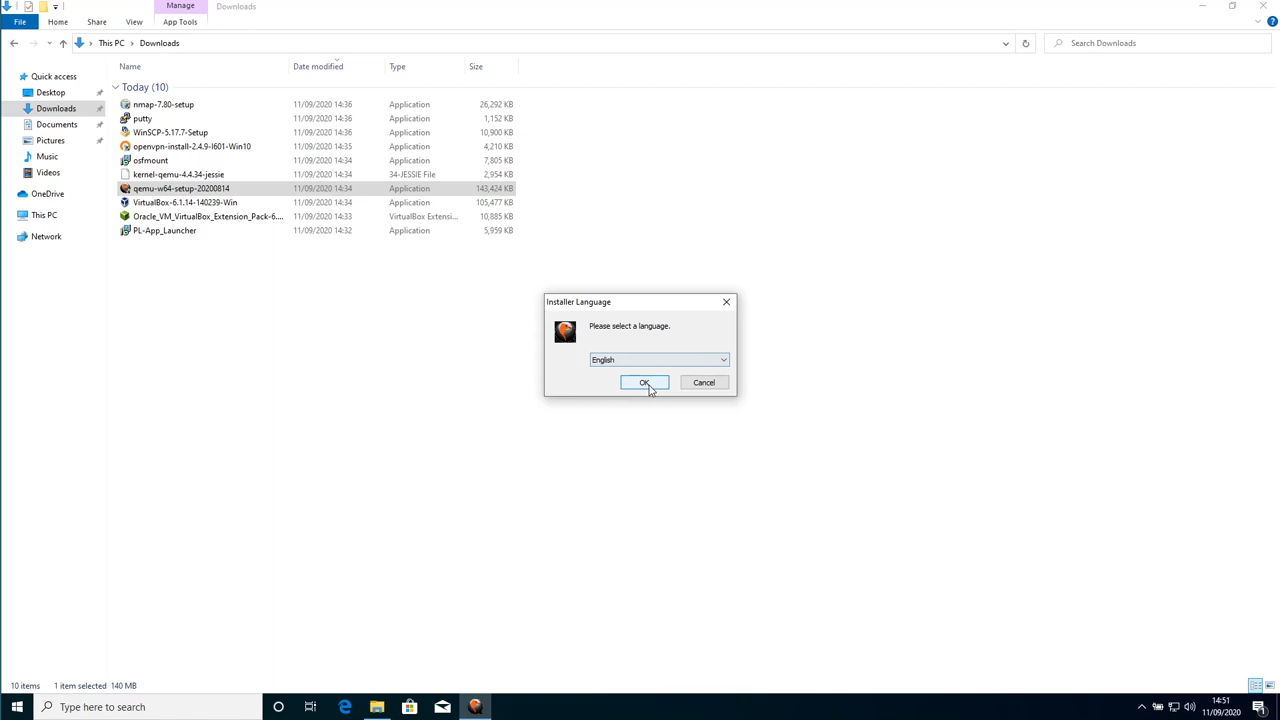 Manage
Downloads
File
Home
Share
View
App Tools
This PC
Downloads
Search Downloads
Name
Date modified
Type
Size
Quick access
Desktop
Downloads
Documents
Pictures
Music
Videos
OneDrive
This PC
Network
Today (10)
nmap-7.80-setup 11/09/2020 14:36 Application 26,292 KB
putty 11/09/2020 14:36 Application 1,152 KB
WinSCP-5.17.7-Setup 11/09/2020 14:36 Application 10,900 KB
openvpn-install-2.4.9-I601-Win10 11/09/2020 14:35 Application 4,210 KB
osfmount 11/09/2020 14:34 Application 7,805 KB
kernel-qemu-4.4.34-jessie 11/09/2020 14:34 34-JESSIE File 2,954 KB
qemu-w64-setup-20200814 11/09/2020 14:34 Application 143,424 KB
VirtualBox-6.1.14-140239-Win 11/09/2020 14:34 Application 105,477 KB
Oracle_VM_VirtualBox_Extension_Pack-6.... 11/09/2020 14:33 VirtualBox Extensi... 10,885 KB
PL-App_Launcher 11/09/2020 14:32 Application 5,959 KB
Installer Language
Please select a language.
English
OK
Cancel
10 items 1 item selected 140 MB
Type here to search
14:51
11/09/2020
1